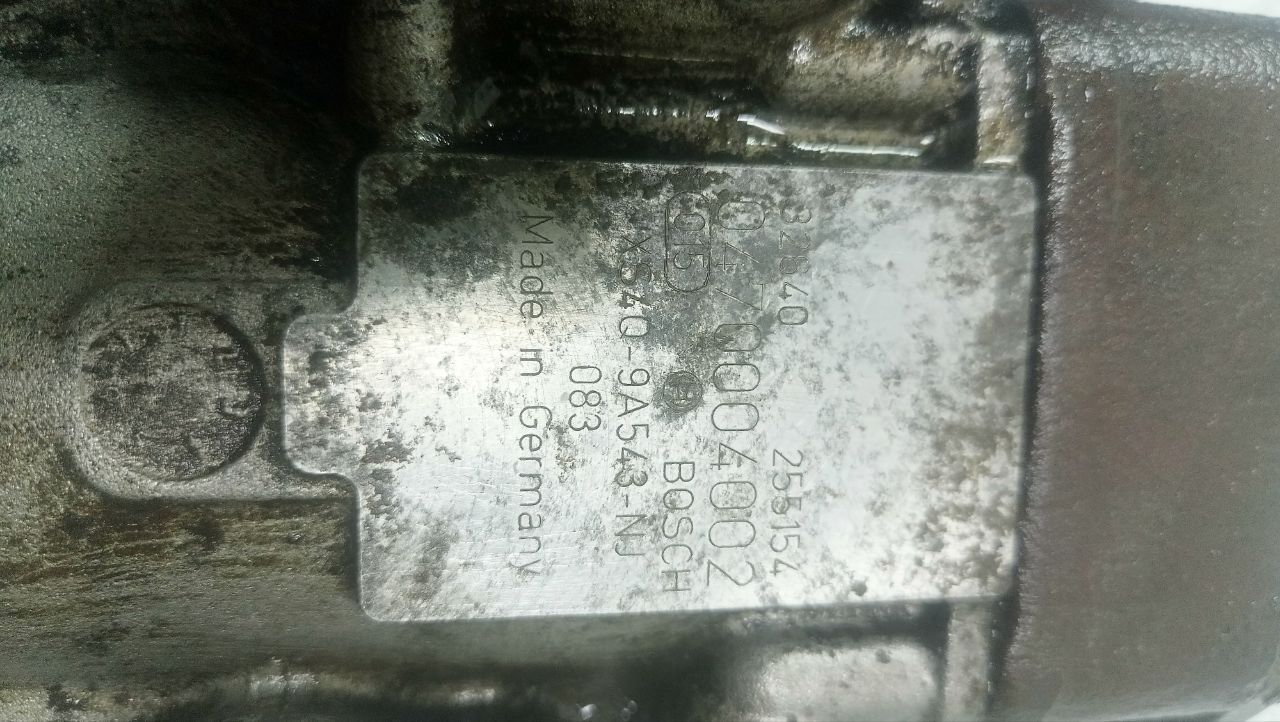 32840 255154
0470004002
015 BOSCH
XS40-9A543-NJ
083
Made in Germany